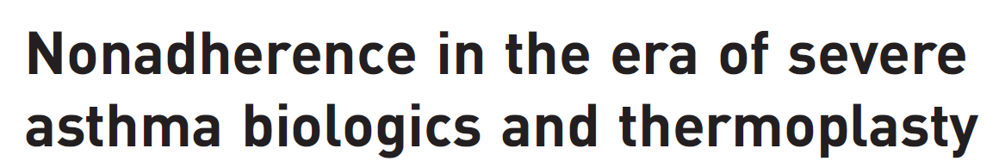 Nonadherence in the era of severe
asthma biologics and thermoplasty